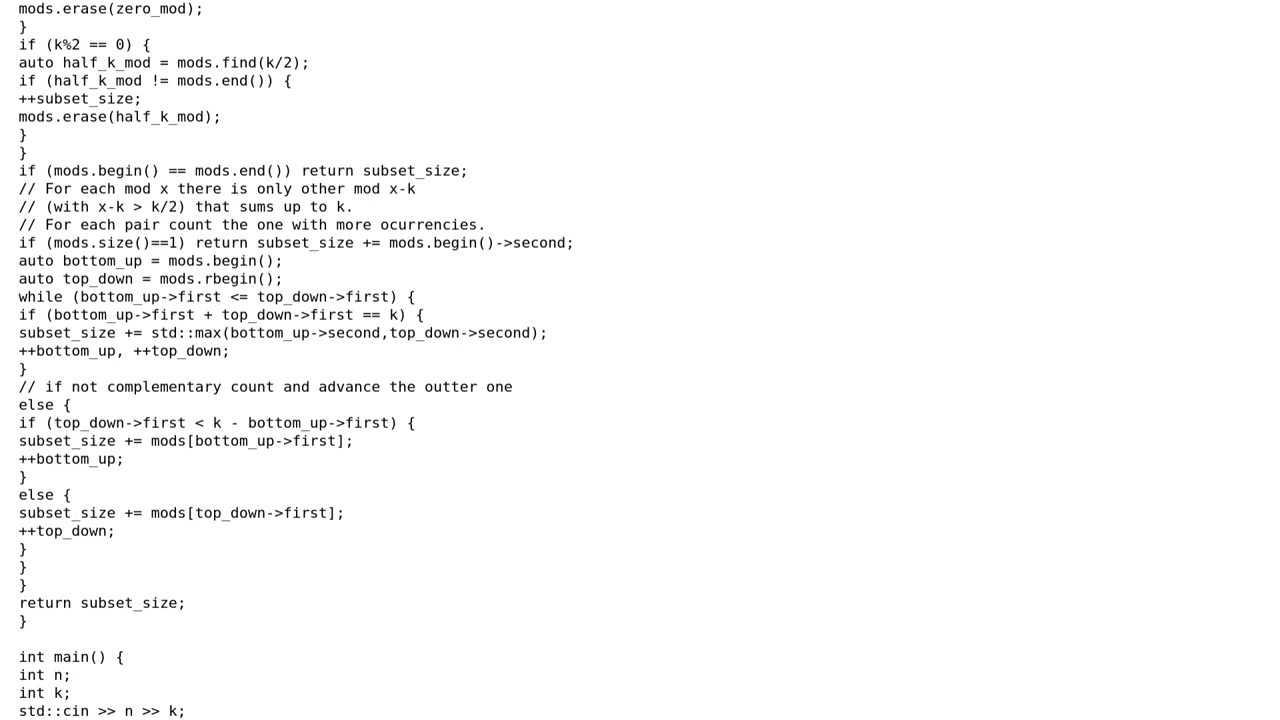 mods.erase(zero_mod);
}
if (k%2 == 0) {
auto half_k_mod = mods.find(k/2);
if (half_k_mod != mods.end()) {
++subset_size;
mods.erase(half_k_mod);
}
}
if (mods.begin() == mods.end()) return subset_size;
// For each mod x there is only other mod x-k
// (with x-k > k/2) that sums up to k.
// For each pair count the one with more ocurrencies.
if (mods.size()==1) return subset_size += mods.begin()->second;
auto bottom_up = mods.begin();
auto top_down = mods.rbegin();
while (bottom_up->first <= top_down->first) {
if (bottom_up->first + top_down->first == k) {
subset_size += std::max(bottom_up->second,top_down->second);
++bottom_up, ++top_down;
}
// if not complementary count and advance the outter one
else {
if (top_down->first < k - bottom_up->first) {
subset_size += mods[bottom_up->first];
++bottom_up;
}
else {
subset_size += mods[top_down->first];
++top_down;
}
}
}
return subset_size;
}

int main() {
int n;
int k;
std::cin >> n >> k;